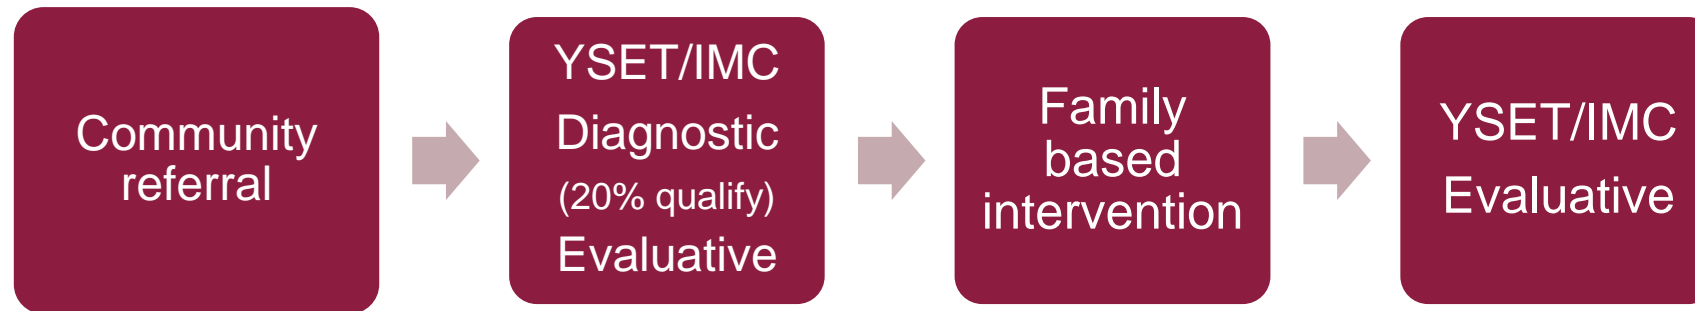 Community
referral
YSET/IMC
Diagnostic
(20% qualify)
Evaluative
Family
based
intervention
YSET/IMC
Evaluative